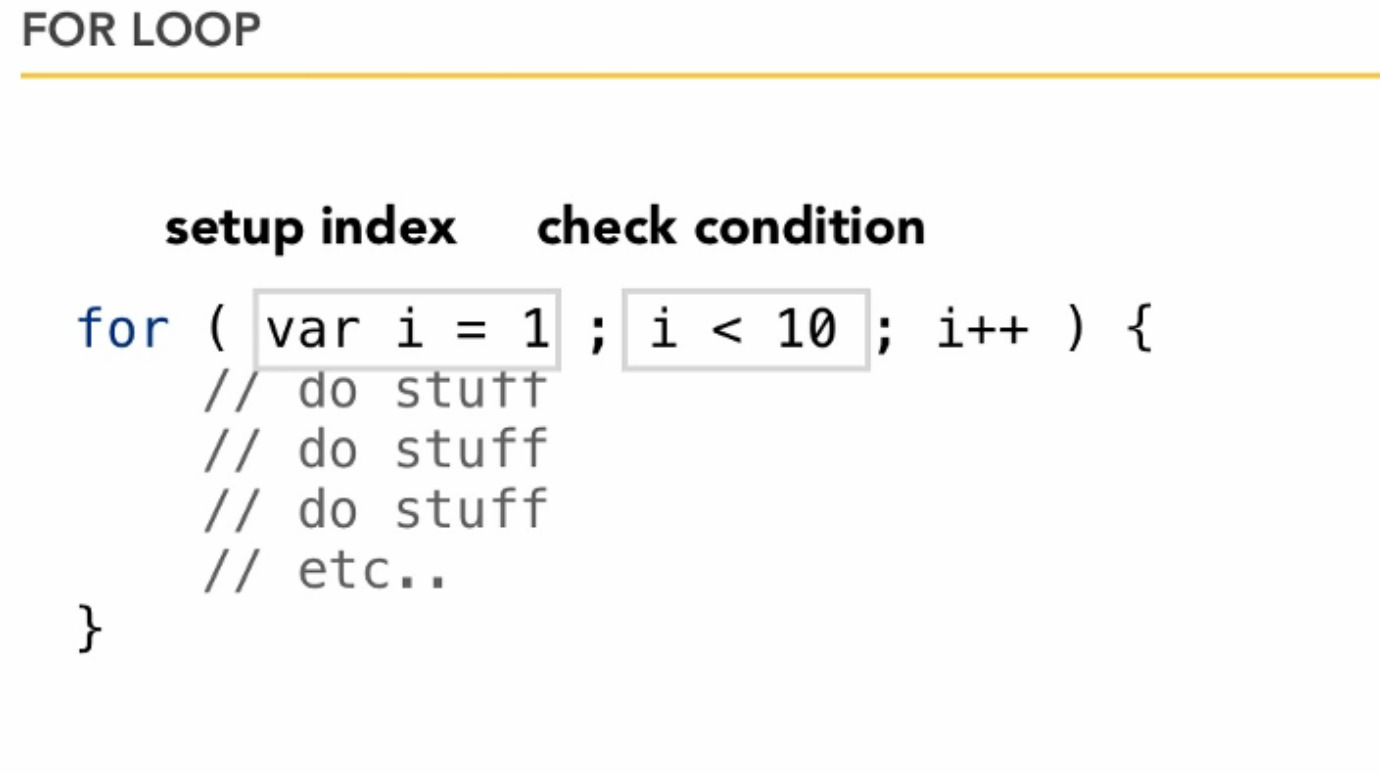 FOR LOOP
setup index check condition
for ( var i = 1 ; i < 10 ; i++ ) {
// do stuff
// do stuff
// do stuff
// etc..
}